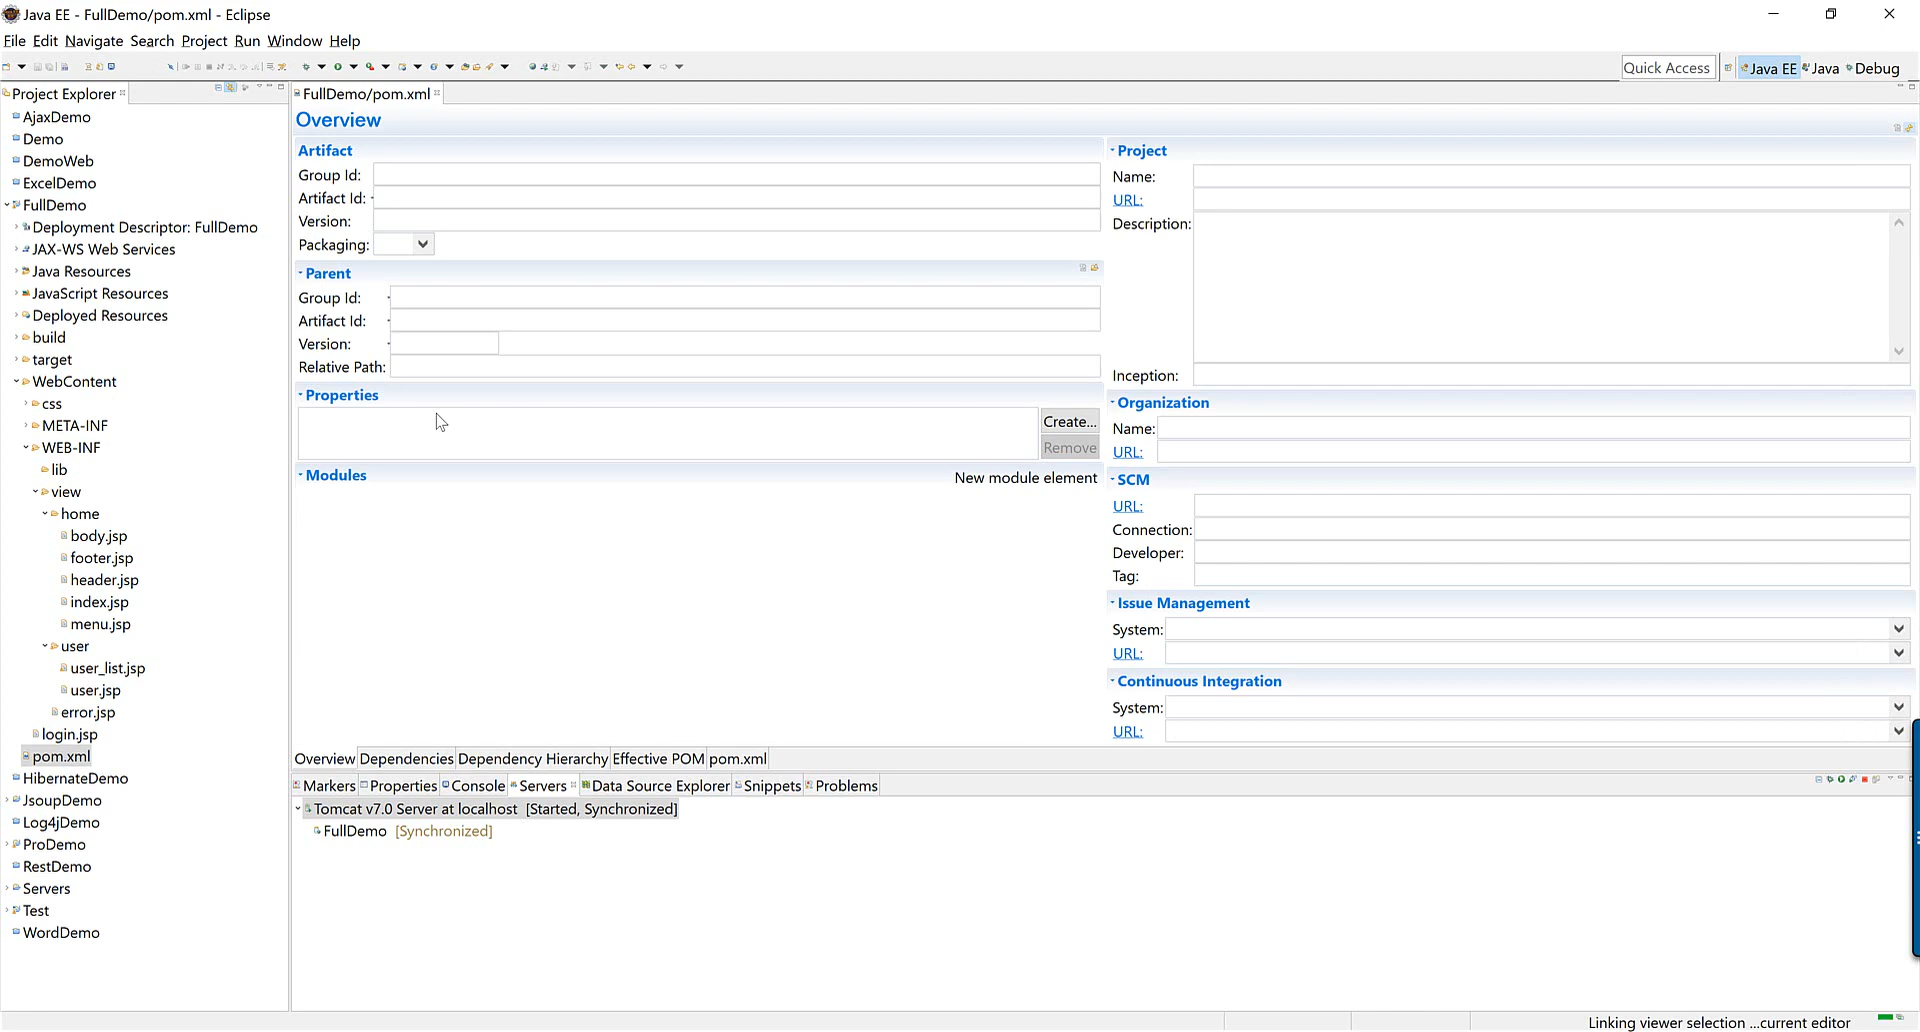 Java EE - FullDemo/pom.xml - Eclipse
File Edit Navigate Search Project Run Window Help
Quick Access
Java EE
Java
Debug
Project Explorer
AjaxDemo
Demo
DemoWeb
ExcelDemo
FullDemo
Deployment Descriptor: FullDemo
JAX-WS Web Services
Java Resources
JavaScript Resources
Deployed Resources
build
target
WebContent
css
META-INF
WEB-INF
lib
view
home
body.jsp
footer.jsp
header.jsp
index.jsp
menu.jsp
user
user_list.jsp
user.jsp
error.jsp
login.jsp
pom.xml
HibernateDemo
JsoupDemo
Log4jDemo
ProDemo
RestDemo
Servers
Test
WordDemo
FullDemo/pom.xml
Overview
Artifact
Group Id:
Artifact Id:
Version:
Packaging:
Parent
Group Id:
Artifact Id:
Version:
Relative Path:
Properties
Create...
Remove
Modules
New module element
Project
Name:
URL:
Description:
Inception:
Organization
Name:
URL:
SCM
URL:
Connection:
Developer:
Tag:
Issue Management
System:
URL:
Continuous Integration
System:
URL:
Overview Dependencies Dependency Hierarchy Effective POM pom.xml
Markers Properties Console Servers Data Source Explorer Snippets Problems
Tomcat v7.0 Server at localhost [Started, Synchronized]
FullDemo [Synchronized]
Linking viewer selection ...current editor